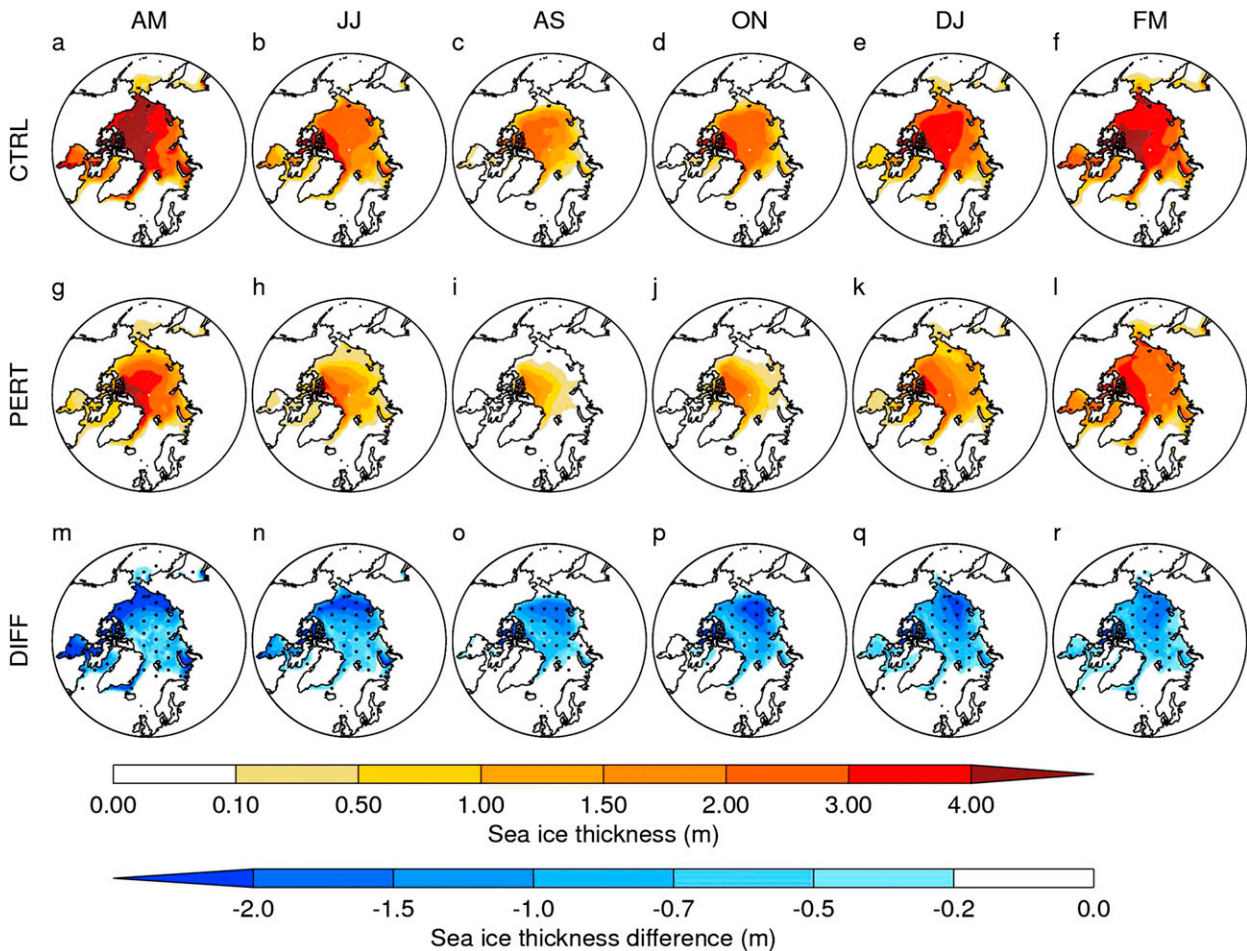 AM JJ AS ON DJ FM
a b c d e f
CTRL
g h i j k l
PERT
m n o p q r
DIFF
0.00 0.10 0.50 1.00 1.50 2.00 3.00 4.00
Sea ice thickness (m)
-2.0 -1.5 -1.0 -0.7 -0.5 -0.2 0.0
Sea ice thickness difference (m)